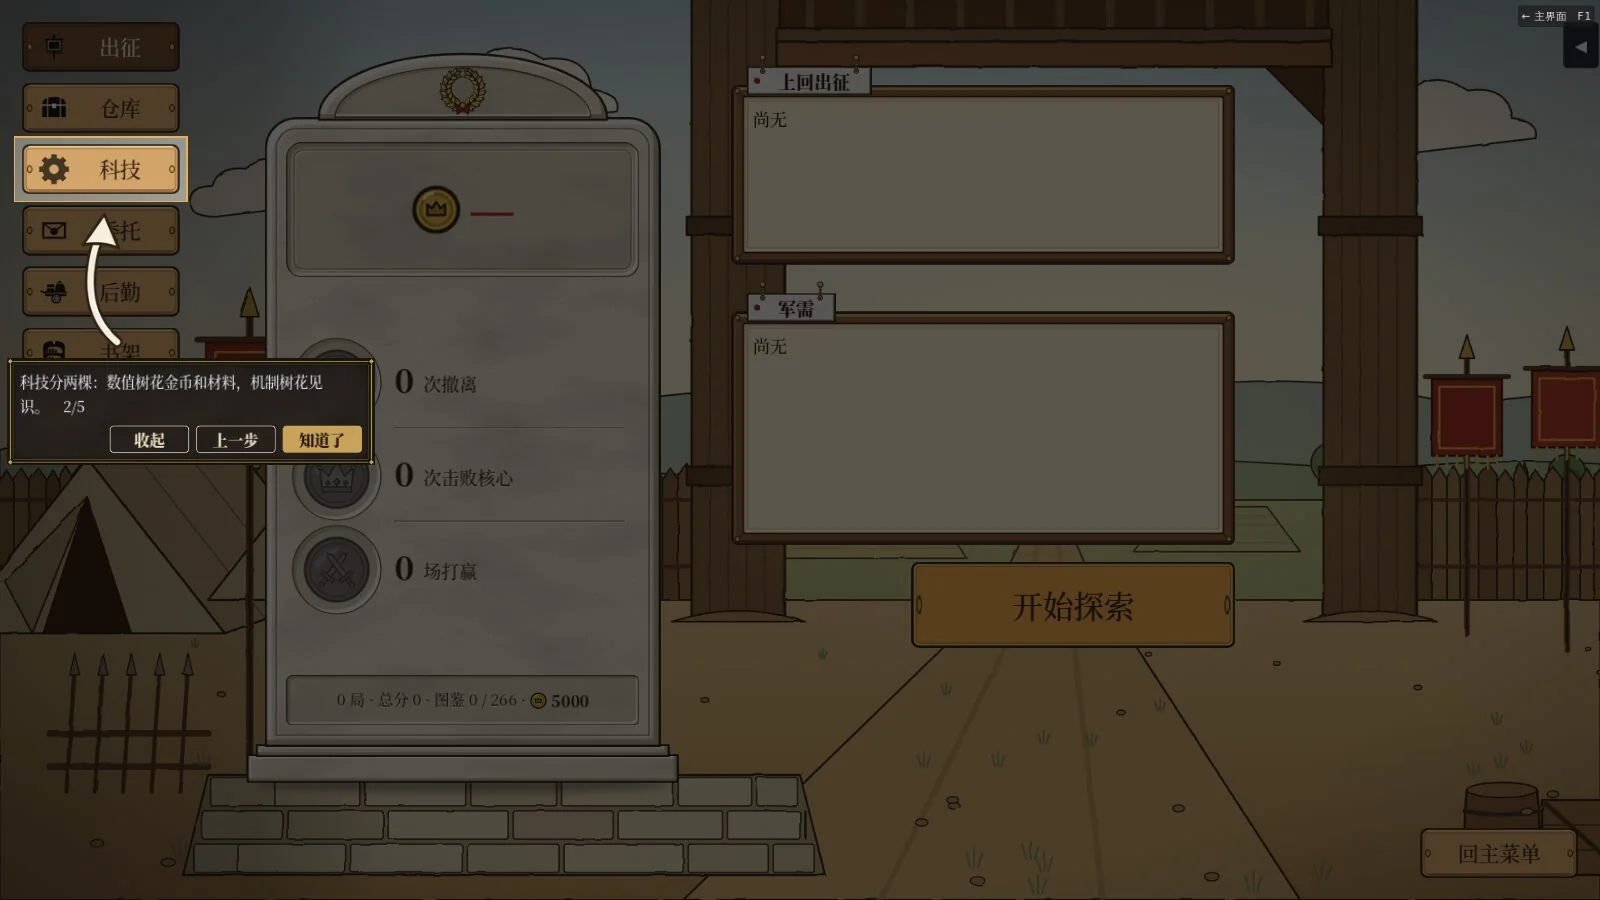 ← 主界面 F1
◀
出征
仓库
科技
委托
后勤
书架
科技分两棵：数值树花金币和材料，机制树花见
识。 2/5
收起
上一步
知道了
0 次撤离
0 次击败核心
0 场打赢
0 局 · 总分 0 · 图鉴 0 / 266 · 5000
上回出征
尚无
军需
尚无
开始探索
回主菜单